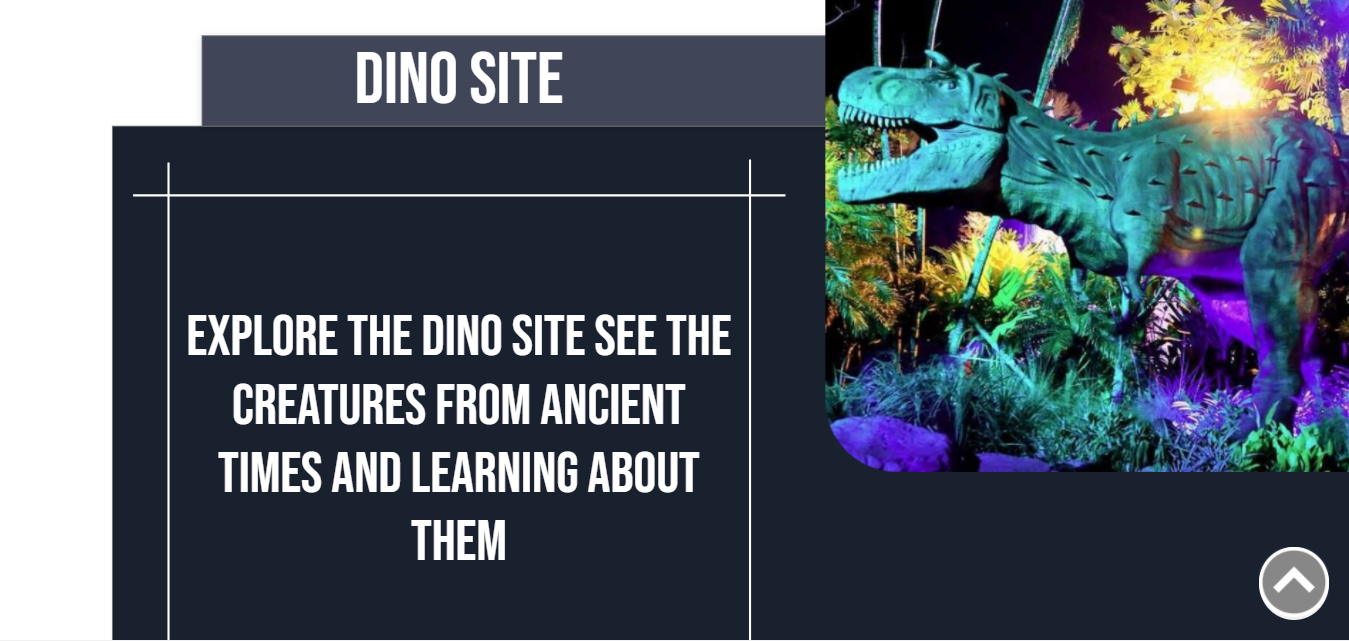 DINO SITE
EXPLORE THE DINO SITE SEE THE
CREATURES FROM ANCIENT
TIMES AND LEARNING ABOUT
THEM